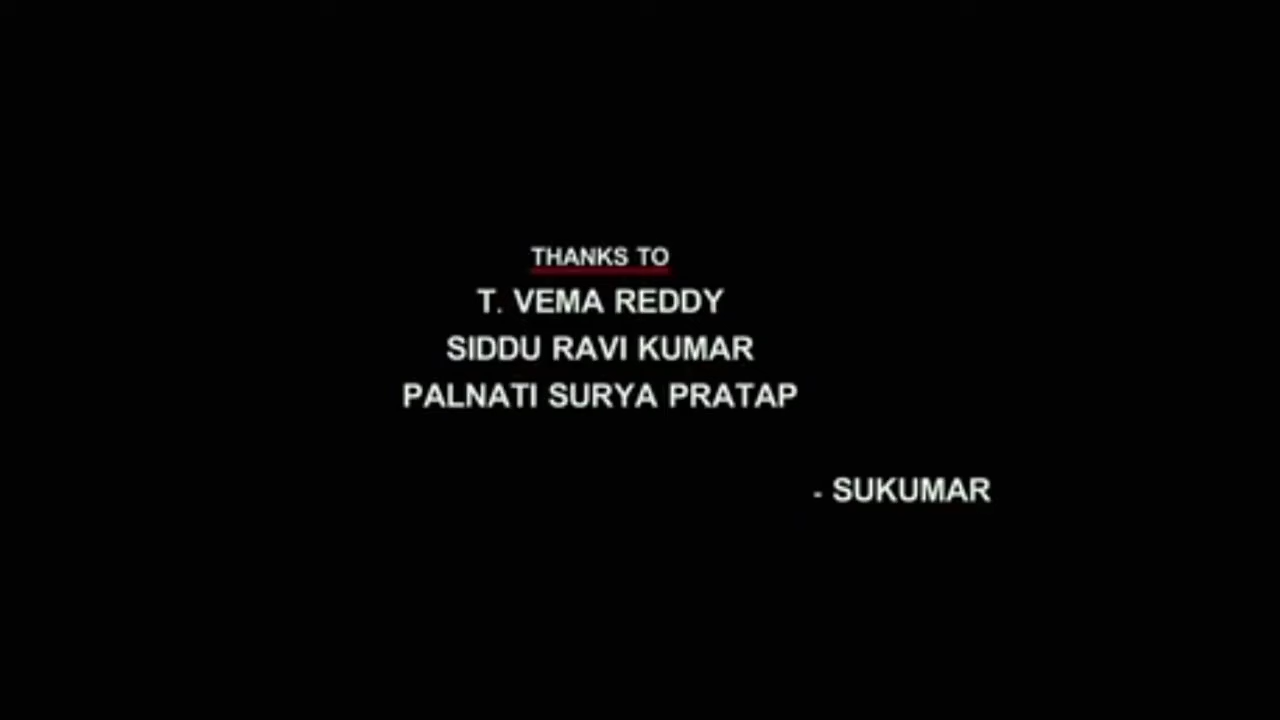 THANKS TO
T. VEMA REDDY
SIDDU RAVI KUMAR
PALNATI SURYA PRATAP
- SUKUMAR